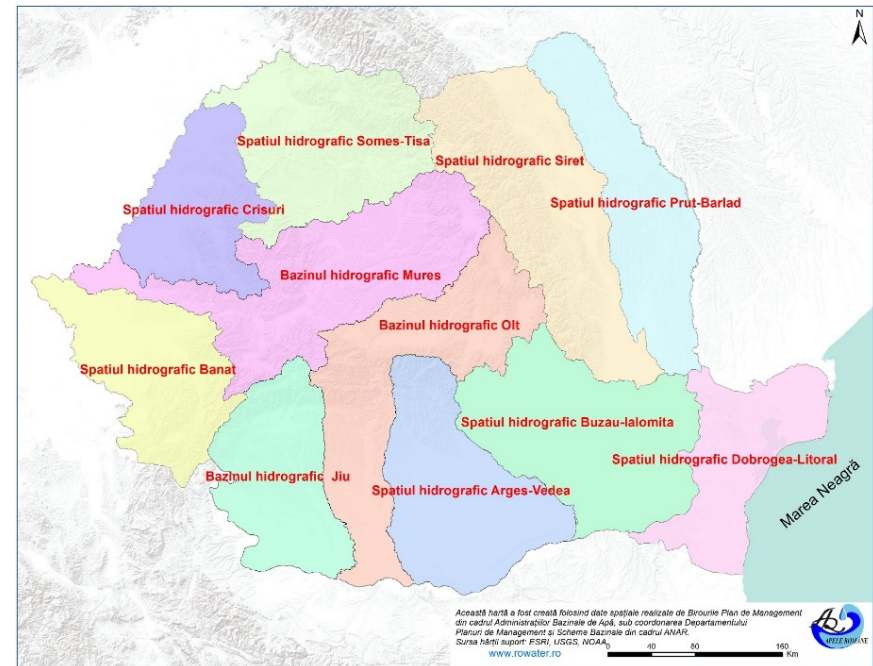 N
Spatiul hidrografic Somes-Tisa
Spatiul hidrografic Siret
Spatiul hidrografic Crisuri
Spatiul hidrografic Prut-Barlad
Bazinul hidrografic Mures
Bazinul hidrografic Olt
Spatiul hidrografic Banat
Spatiul hidrografic Buzau-Ialomita
Spatiul hidrografic Dobrogea-Litoral
Bazinul hidrografic Jiu
Spatiul hidrografic Arges-Vedea
Marea Neagră
Această hartă a fost creată folosind date spațiale realizate de Birourile Plan de Management
din cadrul Administrațiilor Bazinale de Apă, sub coordonarea Departamentului
Planuri de Management și Scheme Bazinale din cadrul ANAR.
Sursa hărții suport: ESRI, USGS, NOAA
www.rowater.ro
0 40 80 160
Km
APELE ROMÂNE